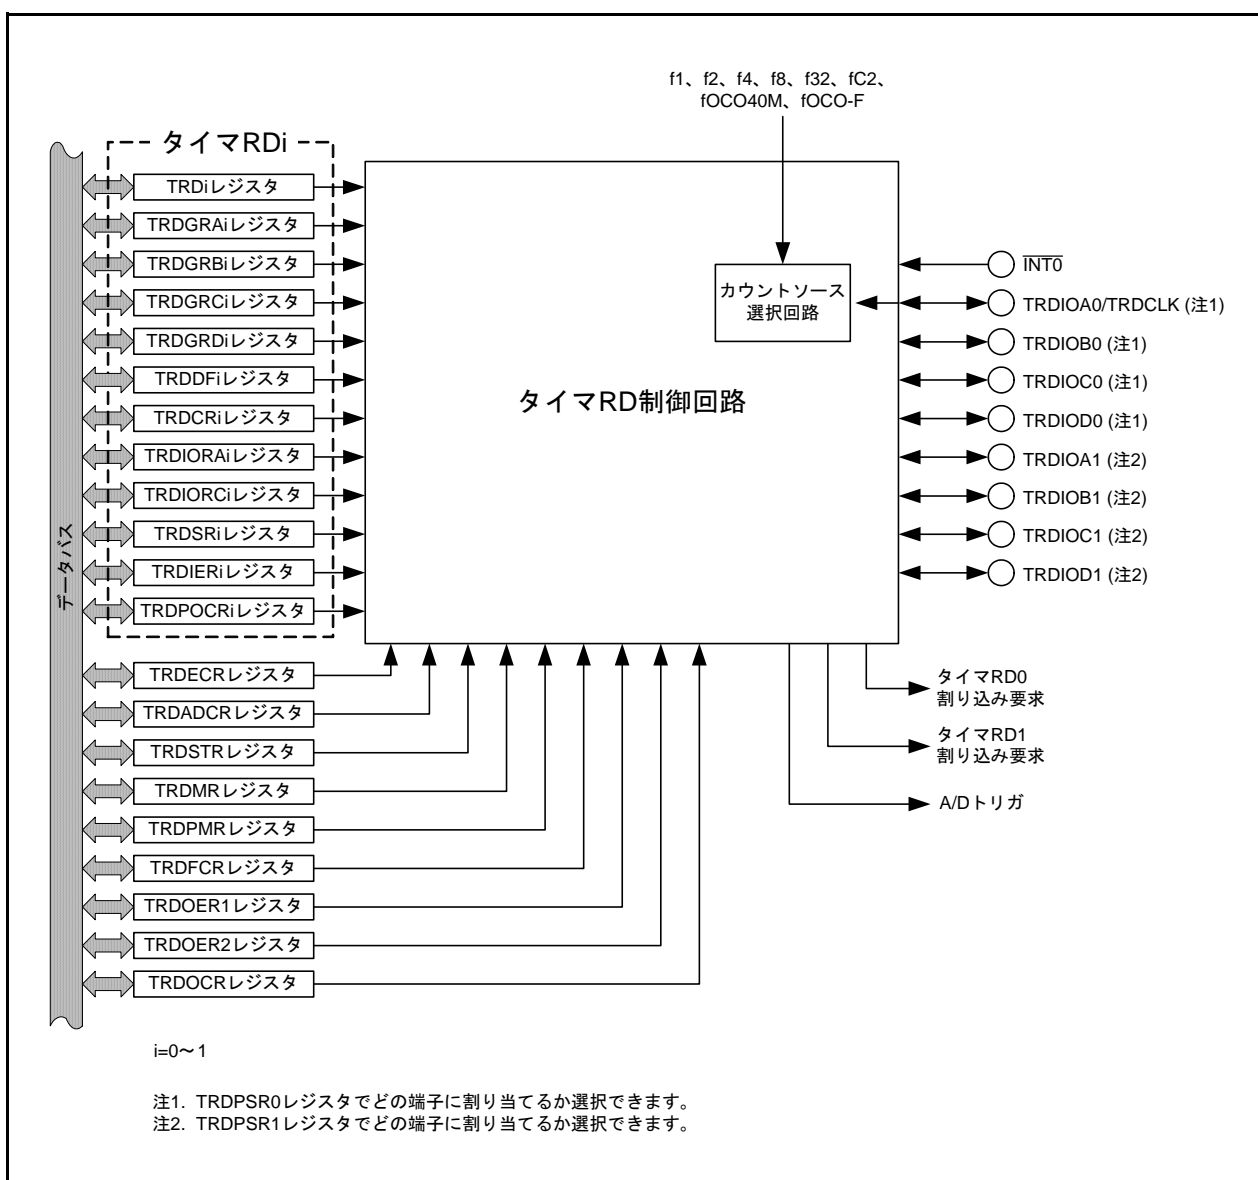 f1、f2、f4、f8、f32、fC2、
fOCO40M、fOCO-F
タイマRDi
TRDiレジスタ
TRDGRAiレジスタ
TRDGRBiレジスタ
TRDGRCiレジスタ
TRDGRDiレジスタ
TRDDFiレジスタ
TRDCRiレジスタ
TRDIORAiレジスタ
TRDIORCiレジスタ
TRDSRiレジスタ
TRDIERiレジスタ
TRDPOCRiレジスタ
データバス
カウントソース
選択回路
タイマRD制御回路
INT0
TRDIOA0/TRDCLK (注1)
TRDIOB0 (注1)
TRDIOC0 (注1)
TRDIOD0 (注1)
TRDIOA1 (注2)
TRDIOB1 (注2)
TRDIOC1 (注2)
TRDIOD1 (注2)
TRDECRレジスタ
TRDADCRレジスタ
TRDSTRレジスタ
TRDMRレジスタ
TRDPMRレジスタ
TRDFCRレジスタ
TRDOER1レジスタ
TRDOER2レジスタ
TRDOCRレジスタ
タイマRD0
割り込み要求
タイマRD1
割り込み要求
A/Dトリガ
i=0～1
注1. TRDPSR0レジスタでどの端子に割り当てるか選択できます。
注2. TRDPSR1レジスタでどの端子に割り当てるか選択できます。